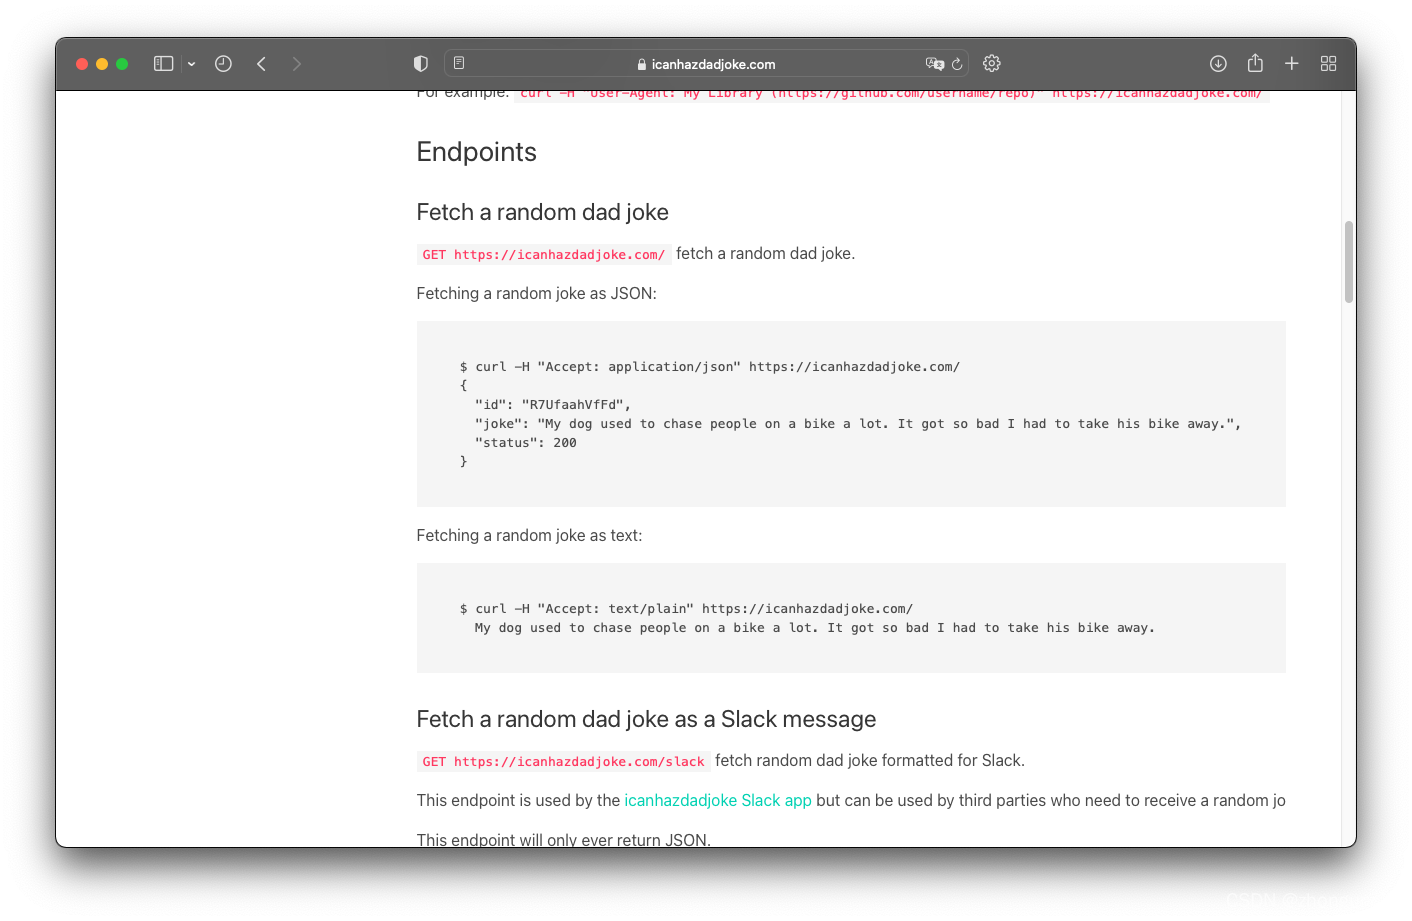 icanhazdadjoke.com
For example: curl -H "User-Agent: My Library (https://github.com/username/repo)" https://icanhazdadjoke.com/
Endpoints
Fetch a random dad joke
GET https://icanhazdadjoke.com/ fetch a random dad joke.
Fetching a random joke as JSON:
$ curl -H "Accept: application/json" https://icanhazdadjoke.com/
{
"id": "R7UfaahVfFd",
"joke": "My dog used to chase people on a bike a lot. It got so bad I had to take his bike away.",
"status": 200
}
Fetching a random joke as text:
$ curl -H "Accept: text/plain" https://icanhazdadjoke.com/
My dog used to chase people on a bike a lot. It got so bad I had to take his bike away.
Fetch a random dad joke as a Slack message
GET https://icanhazdadjoke.com/slack fetch random dad joke formatted for Slack.
This endpoint is used by the icanhazdadjoke Slack app but can be used by third parties who need to receive a random jo
This endpoint will only ever return JSON.